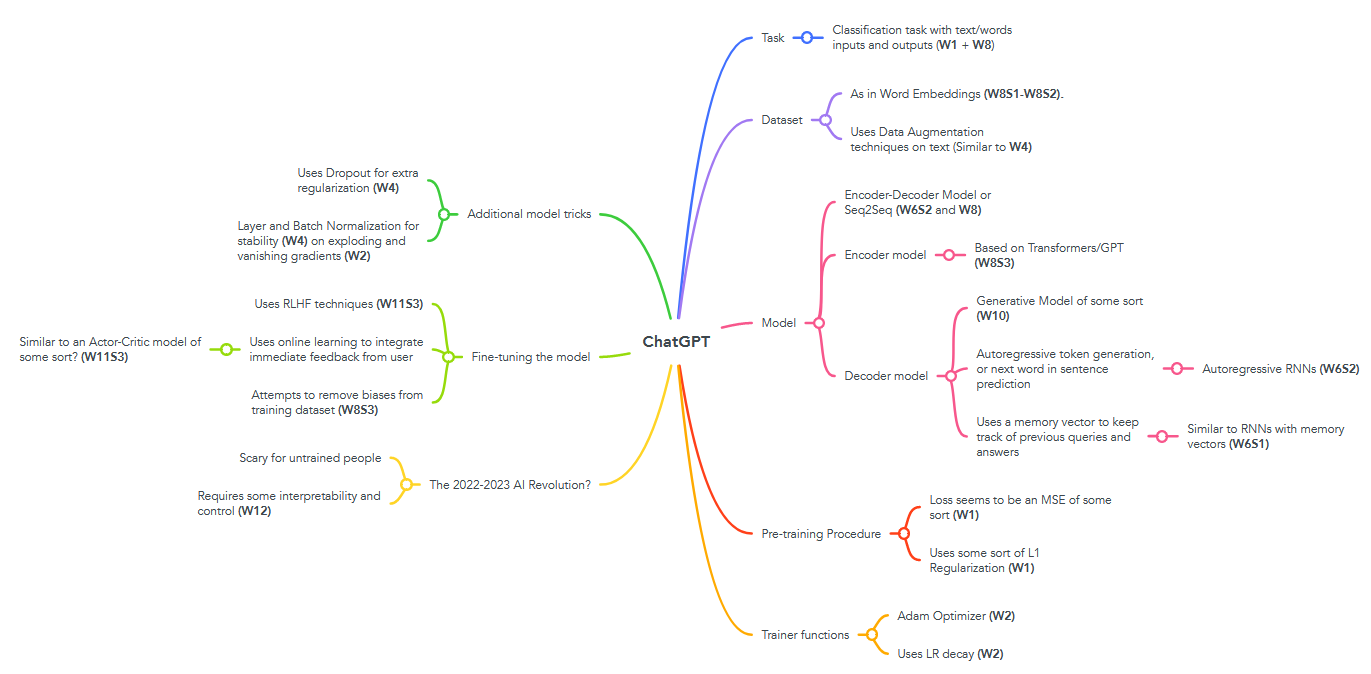 ChatGPT
Task
Classification task with text/words
inputs and outputs (W1 + W8)
Dataset
As in Word Embeddings (W8S1-W8S2).
Uses Data Augmentation
techniques on text (Similar to W4)
Model
Encoder-Decoder Model or
Seq2Seq (W6S2 and W8)
Encoder model
Based on Transformers/GPT
(W8S3)
Decoder model
Generative Model of some sort
(W10)
Autoregressive token generation,
or next word in sentence
prediction
Autoregressive RNNs (W6S2)
Uses a memory vector to keep
track of previous queries and
answers
Similar to RNNs with memory
vectors (W6S1)
Pre-training Procedure
Loss seems to be an MSE of some
sort (W1)
Uses some sort of L1
Regularization (W1)
Trainer functions
Adam Optimizer (W2)
Uses LR decay (W2)
Additional model tricks
Uses Dropout for extra
regularization (W4)
Layer and Batch Normalization for
stability (W4) on exploding and
vanishing gradients (W2)
Fine-tuning the model
Uses RLHF techniques (W11S3)
Uses online learning to integrate
immediate feedback from user
Similar to an Actor-Critic model of
some sort? (W11S3)
Attempts to remove biases from
training dataset (W8S3)
The 2022-2023 AI Revolution?
Scary for untrained people
Requires some interpretability and
control (W12)